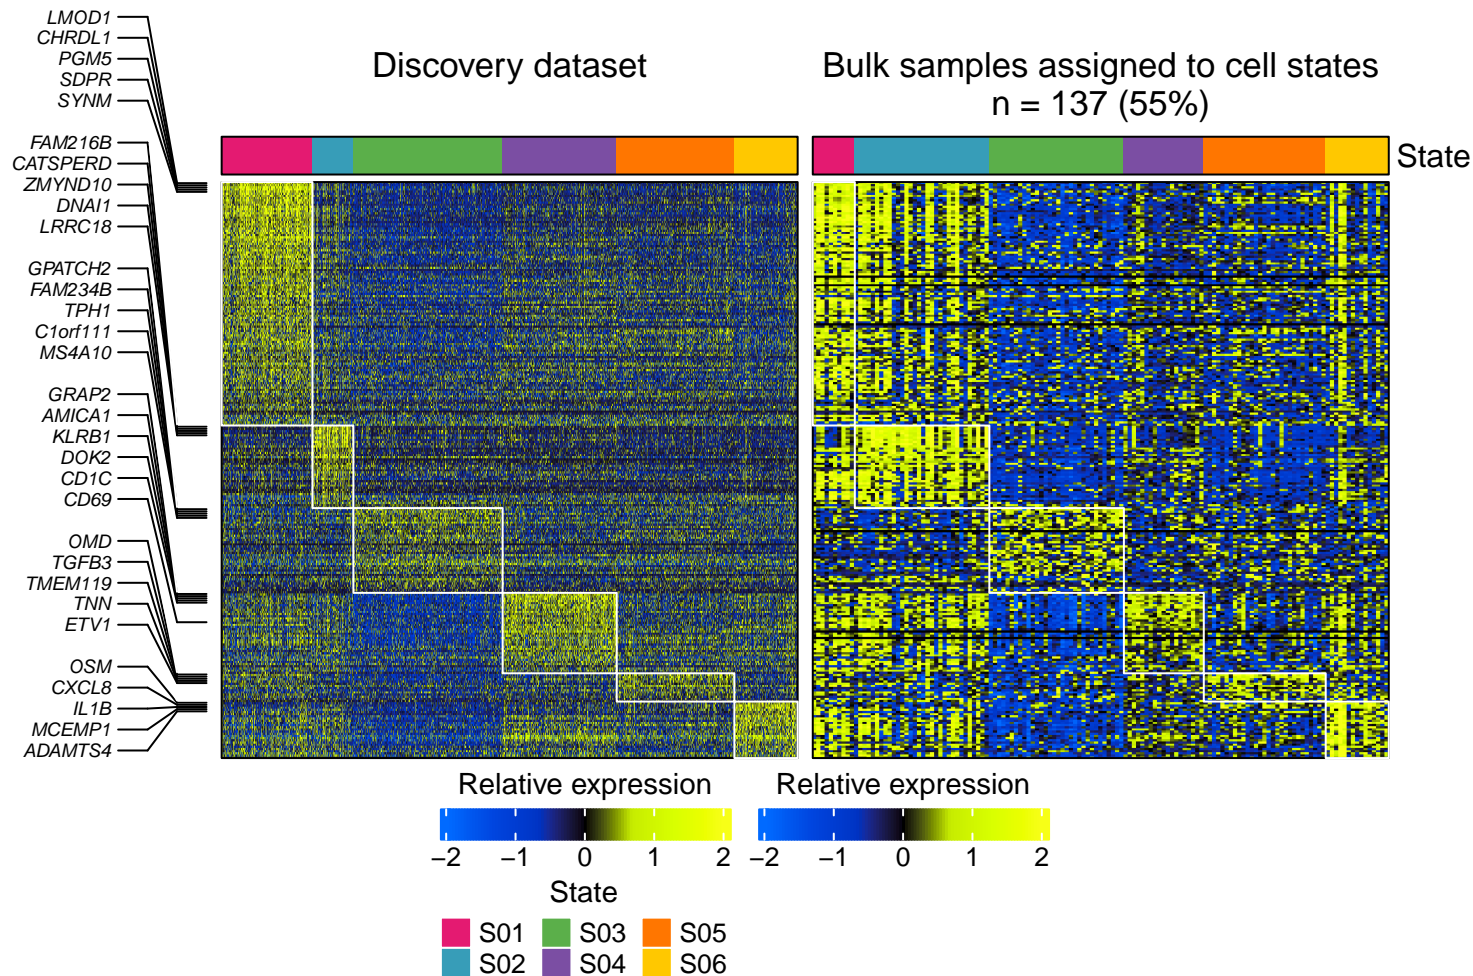 LMOD1
CHRDL1
PGM5
SDPR
SYNM
FAM216B
CATSPERD
ZMYND10
DNAI1
LRRC18
GPATCH2
FAM234B
TPH1
C1orf111
MS4A10
GRAP2
AMICA1
KLRB1
DOK2
CD1C
CD69
OMD
TGFB3
TMEM119
TNN
ETV1
OSM
CXCL8
IL1B
MCEMP1
ADAMTS4
Discovery dataset
Bulk samples assigned to cell states
n = 137 (55%)
State
Relative expression
−2 −1 0 1 2
Relative expression
−2 −1 0 1 2
State
S01 S03 S05
S02 S04 S06